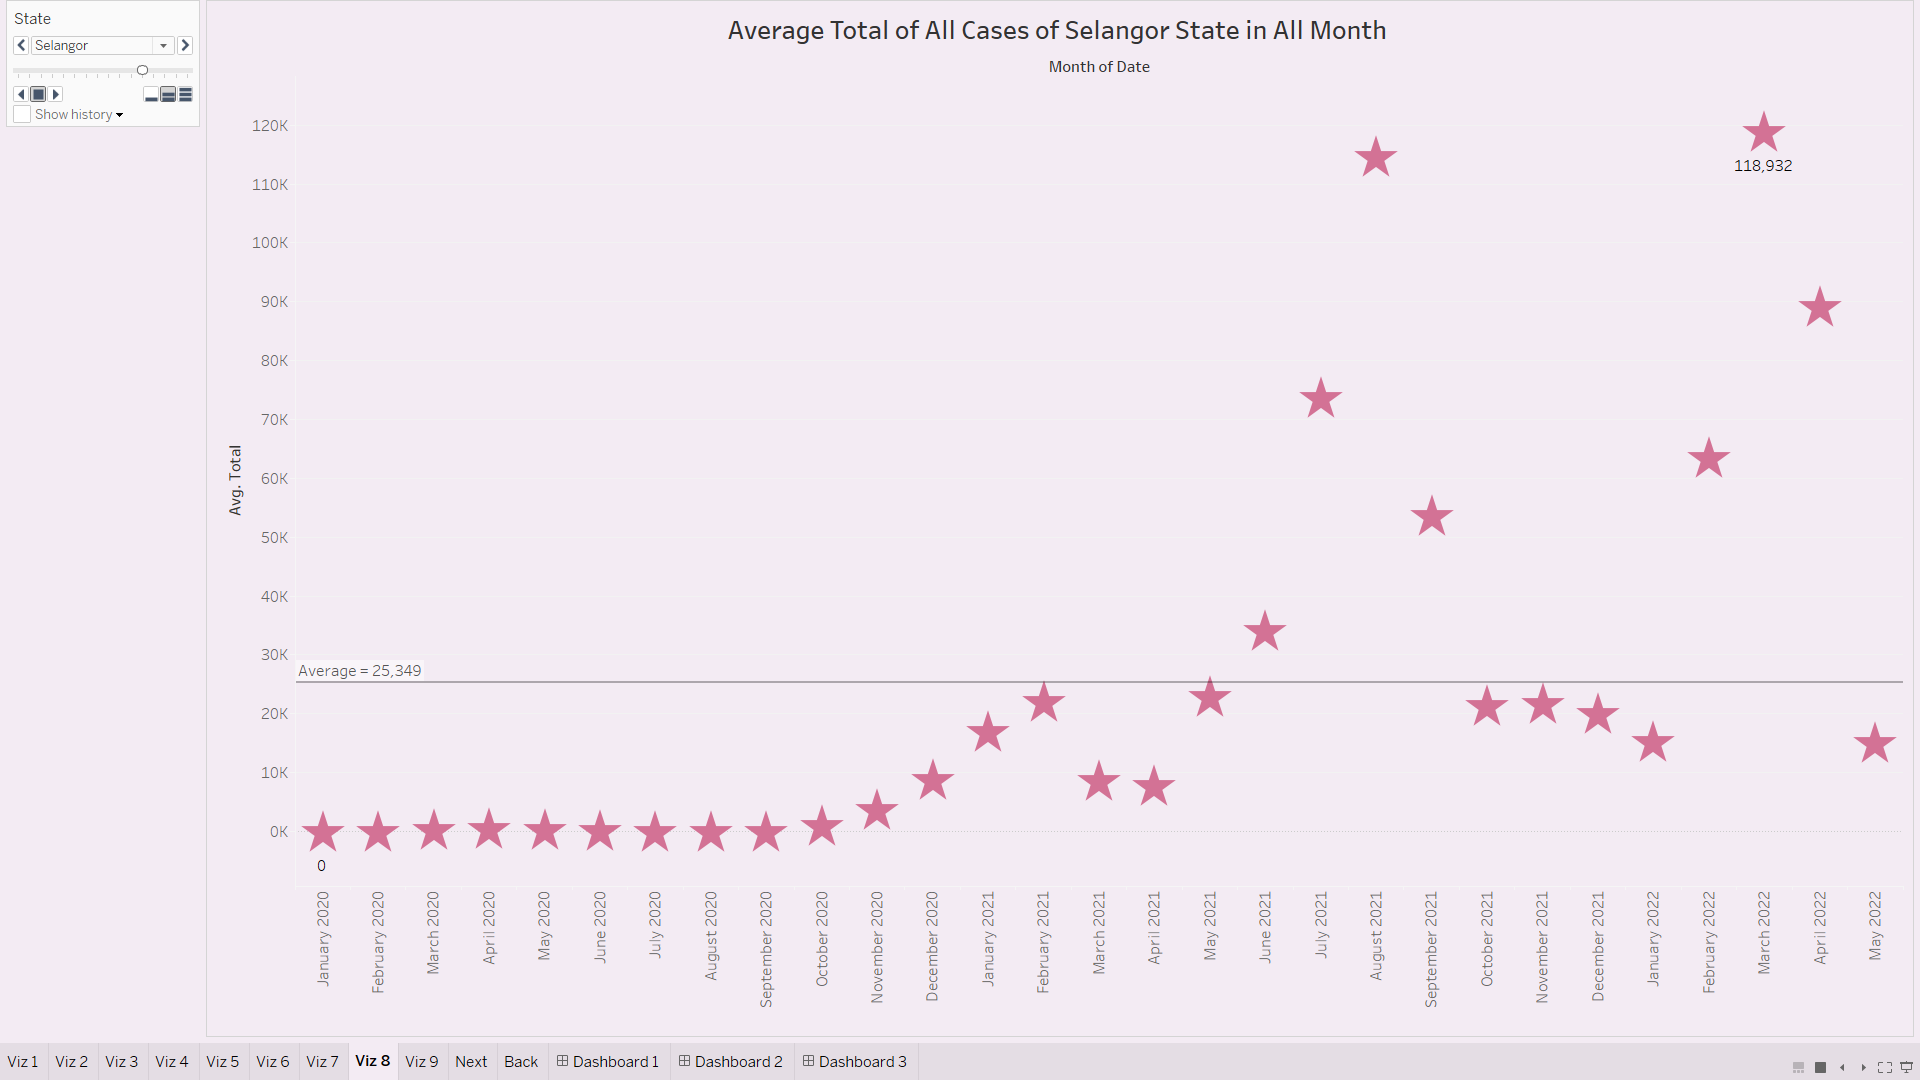 State
Selangor
Show history
Average Total of All Cases of Selangor State in All Month
Month of Date
Avg. Total
120K
110K
100K
90K
80K
70K
60K
50K
40K
30K
20K
10K
0K
118,932
Average = 25,349
0
January 2020
February 2020
March 2020
April 2020
May 2020
June 2020
July 2020
August 2020
September 2020
October 2020
November 2020
December 2020
January 2021
February 2021
March 2021
April 2021
May 2021
June 2021
July 2021
August 2021
September 2021
October 2021
November 2021
December 2021
January 2022
February 2022
March 2022
April 2022
May 2022
Viz 1 Viz 2 Viz 3 Viz 4 Viz 5 Viz 6 Viz 7 Viz 8 Viz 9 Next Back Dashboard 1 Dashboard 2 Dashboard 3